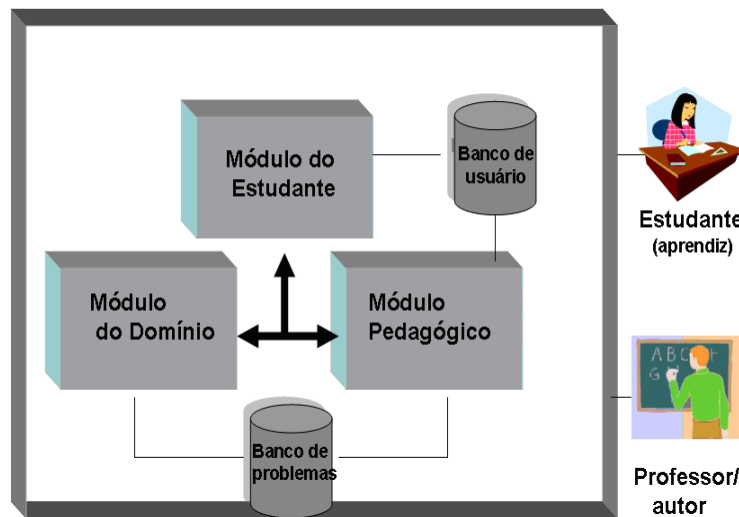 Módulo do
Estudante
Banco de
usuário
Estudante
(aprendiz)
Módulo
do Domínio
Módulo
Pedagógico
A B C F
G
Banco de
problemas
Professor/
autor